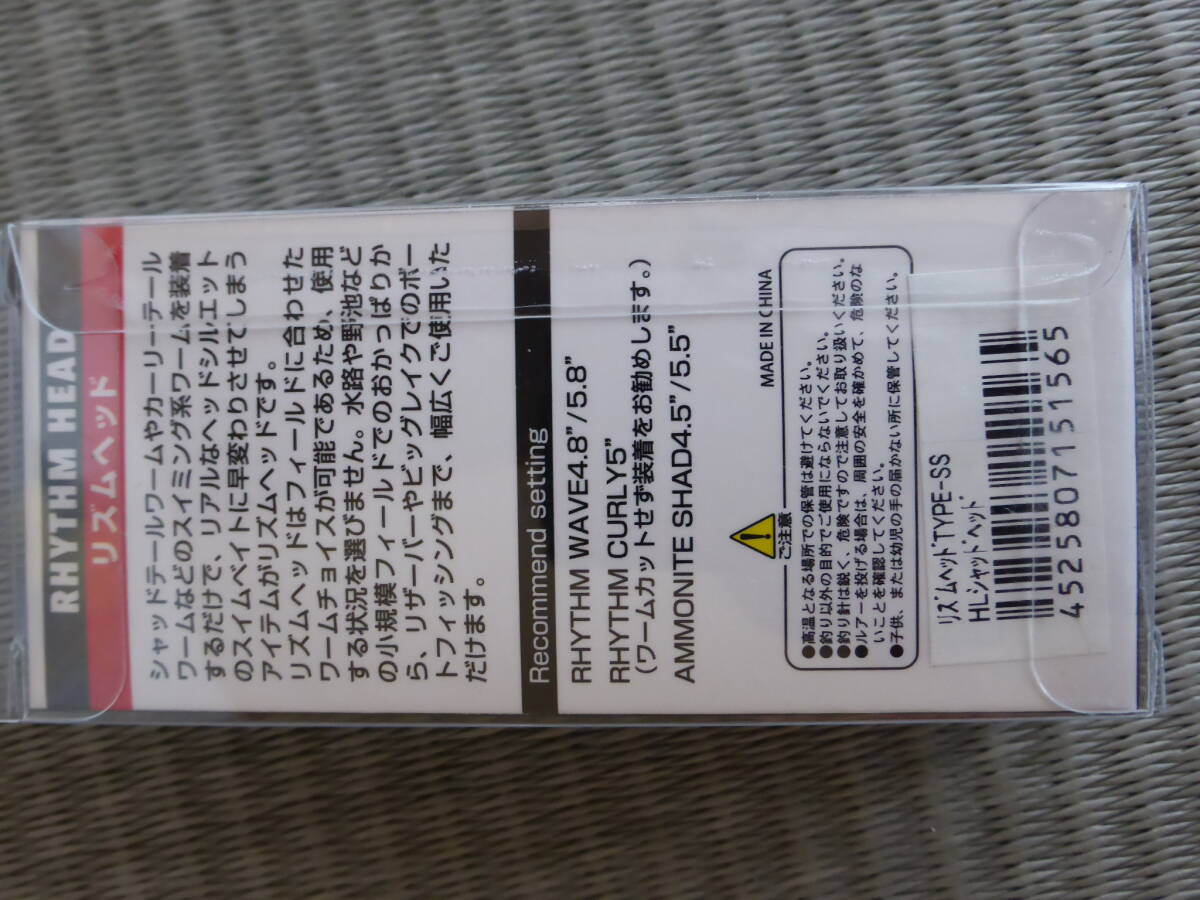 RHYTHM HEAD
リズムヘッド
シャッドテールワームやカーリーテール
ワームなどのスイミング系ワームを装着
するだけで、リアルなヘッドシルエット
のスイムベイトに早変わりさせてしまう
アイテムがリズムヘッドです。
リズムヘッドはフィールドに合わせた
ワームチョイスが可能であるため、使用
する状況を選びません。水路や野池など
の小規模フィールドでのおかっぱりか
ら、リザーバーやビッグレイクでのボー
トフィッシングまで、幅広くご使用いた
だけます。
Recommend setting
RHYTHM WAVE4.8”/5.8”
RHYTHM CURLY5”
(ワームカットせず装着をお勧めします。)
AMMONITE SHAD4.5”/5.5”
MADE IN CHINA
ご注意
●高温となる場所での保管は避けてください。
●釣り以外の目的でご使用にならないでください。
●釣り針は鋭く、危険ですので注意してお取り扱いください。
●ルアーを投げる場合は、周囲の安全を確かめて、危険のな
いことを確認してください。
●子供、または幼児の手の届かない所に保管してください。
リズムヘッドTYPE-SS
HLシャッドヘッド
4525807151565